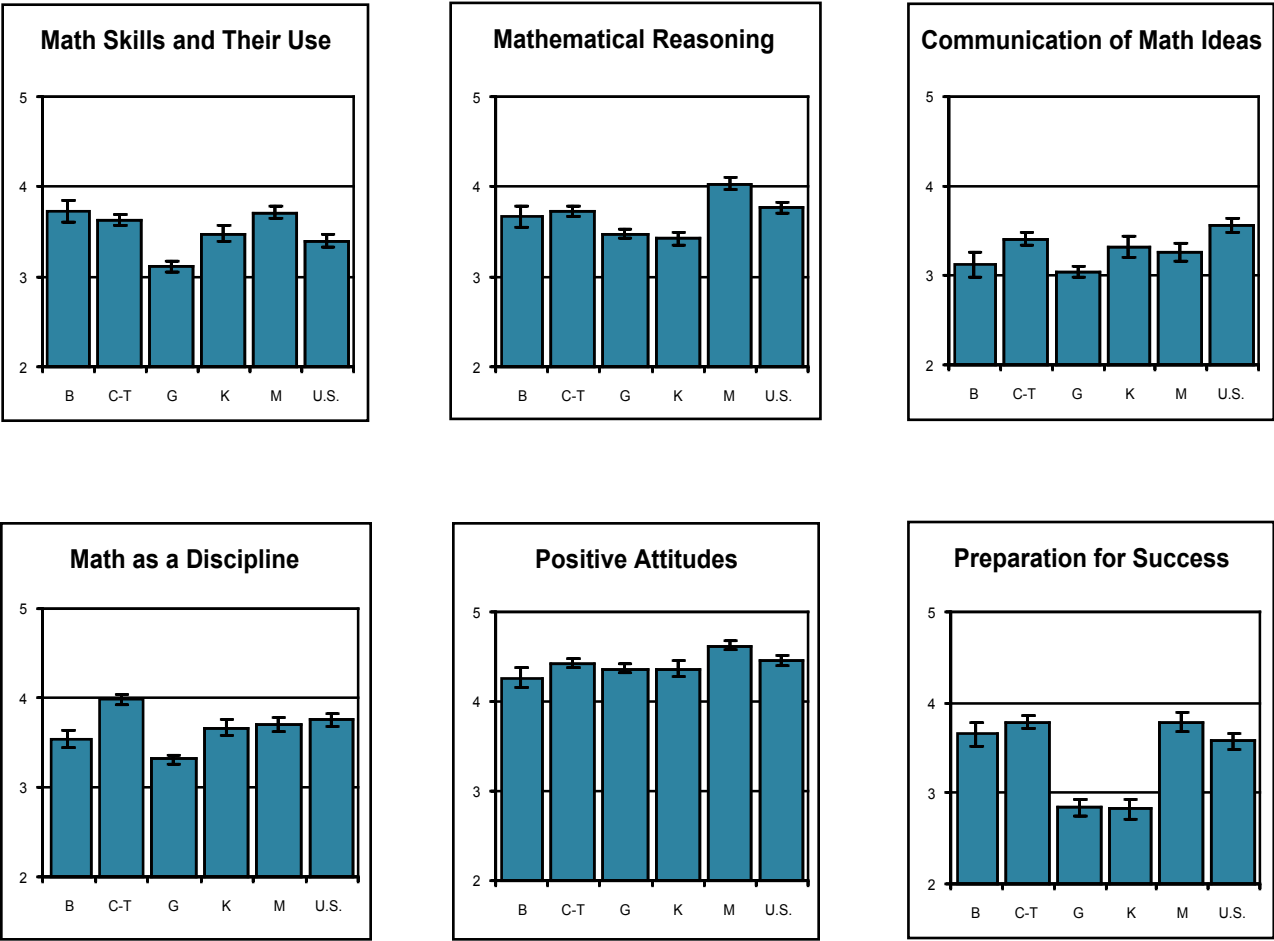 Math Skills and Their Use
5
4
3
2
B C-T G K M U.S.
Mathematical Reasoning
5
4
3
2
B C-T G K M U.S.
Communication of Math Ideas
5
4
3
2
B C-T G K M U.S.
Math as a Discipline
5
4
3
2
B C-T G K M U.S.
Positive Attitudes
5
4
3
2
B C-T G K M U.S.
Preparation for Success
5
4
3
2
B C-T G K M U.S.